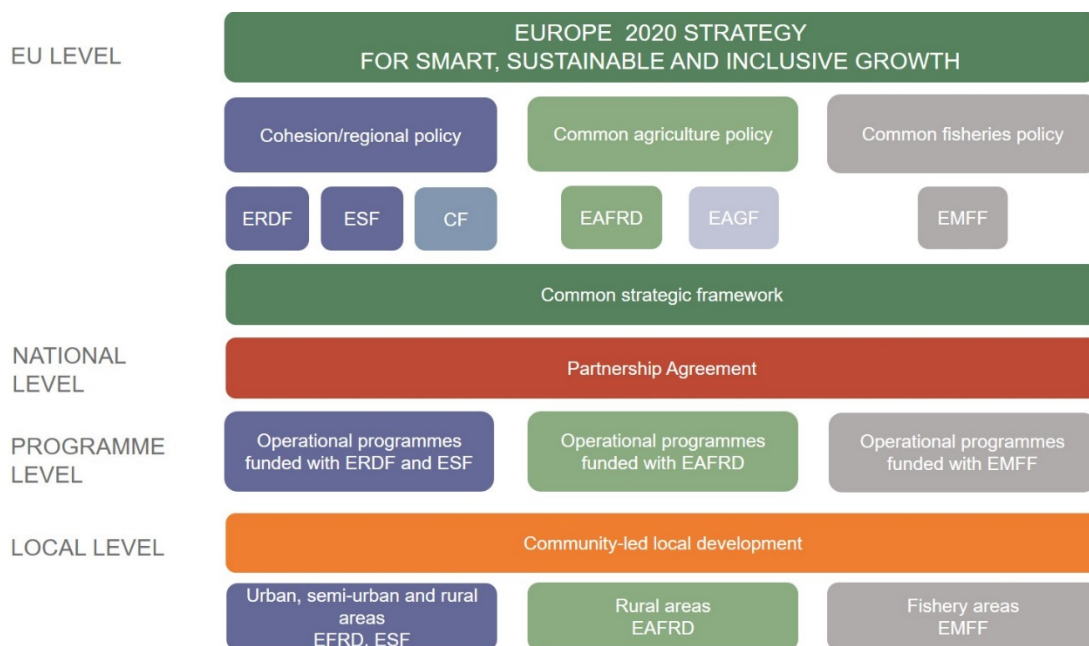 EU LEVEL
EUROPE 2020 STRATEGY
FOR SMART, SUSTAINABLE AND INCLUSIVE GROWTH
Cohesion/regional policy
Common agriculture policy
Common fisheries policy
ERDF
ESF
CF
EAFRD
EAGF
EMFF
Common strategic framework
NATIONAL
LEVEL
Partnership Agreement
PROGRAMME
LEVEL
Operational programmes
funded with ERDF and ESF
Operational programmes
funded with EAFRD
Operational programmes
funded with EMFF
LOCAL LEVEL
Community-led local development
Urban, semi-urban and rural
areas
EFRD, ESF
Rural areas
EAFRD
Fishery areas
EMFF